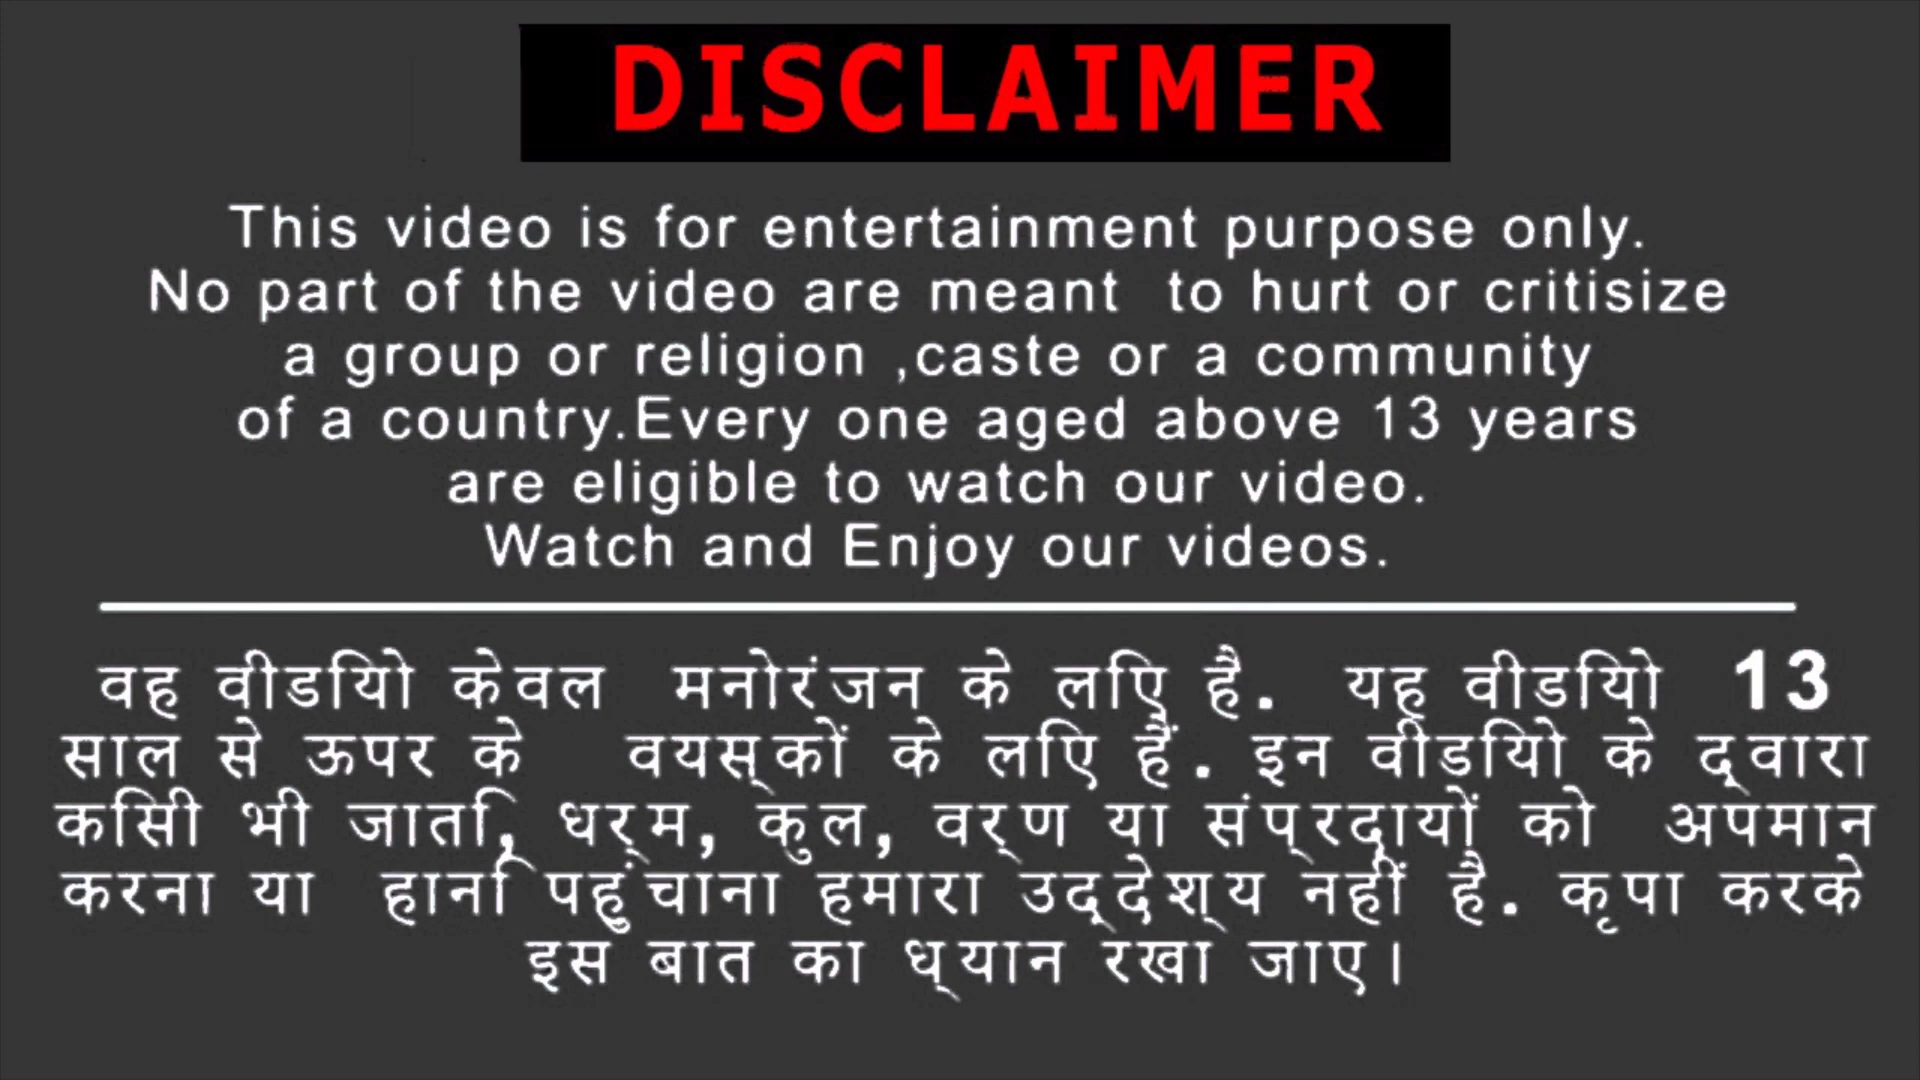 DISCLAIMER
This video is for entertainment purpose only.
No part of the video are meant to hurt or critisize
a group or religion ,caste or a community
of a country.Every one aged above 13 years
are eligible to watch our video.
Watch and Enjoy our videos.
वह वीडियो केवल मनोरंजन के लिए है. यह वीडियो 13
साल से ऊपर के वयस्कों के लिए हैं. इन वीडियो के द्वारा
किसी भी जाति, धर्म, कुल, वर्ण या संप्रदायों को अपमान
करना या हानि पहुंचाना हमारा उद्देश्य नहीं है. कृपा करके
इस बात का ध्यान रखा जाए।